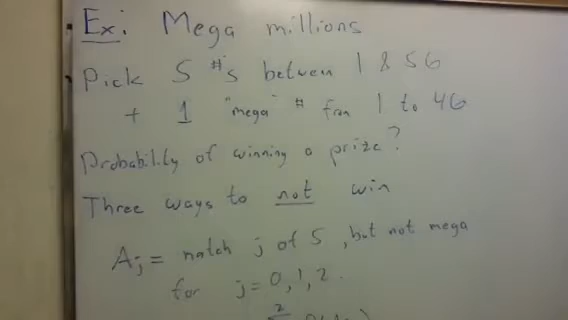 Ex: Mega millions
Pick 5 #'s between 1 & 56
+ 1 "mega" # from 1 to 46
Probability of winning a prize?
Three ways to not win
Aj = match j of 5, but not mega
for j=0,1,2.
2